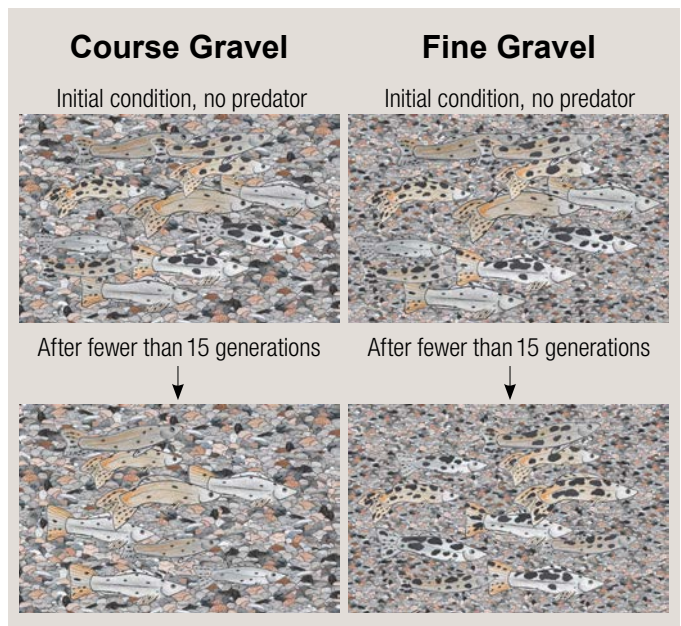 Course Gravel
Fine Gravel
Initial condition, no predator
Initial condition, no predator
After fewer than 15 generations
After fewer than 15 generations